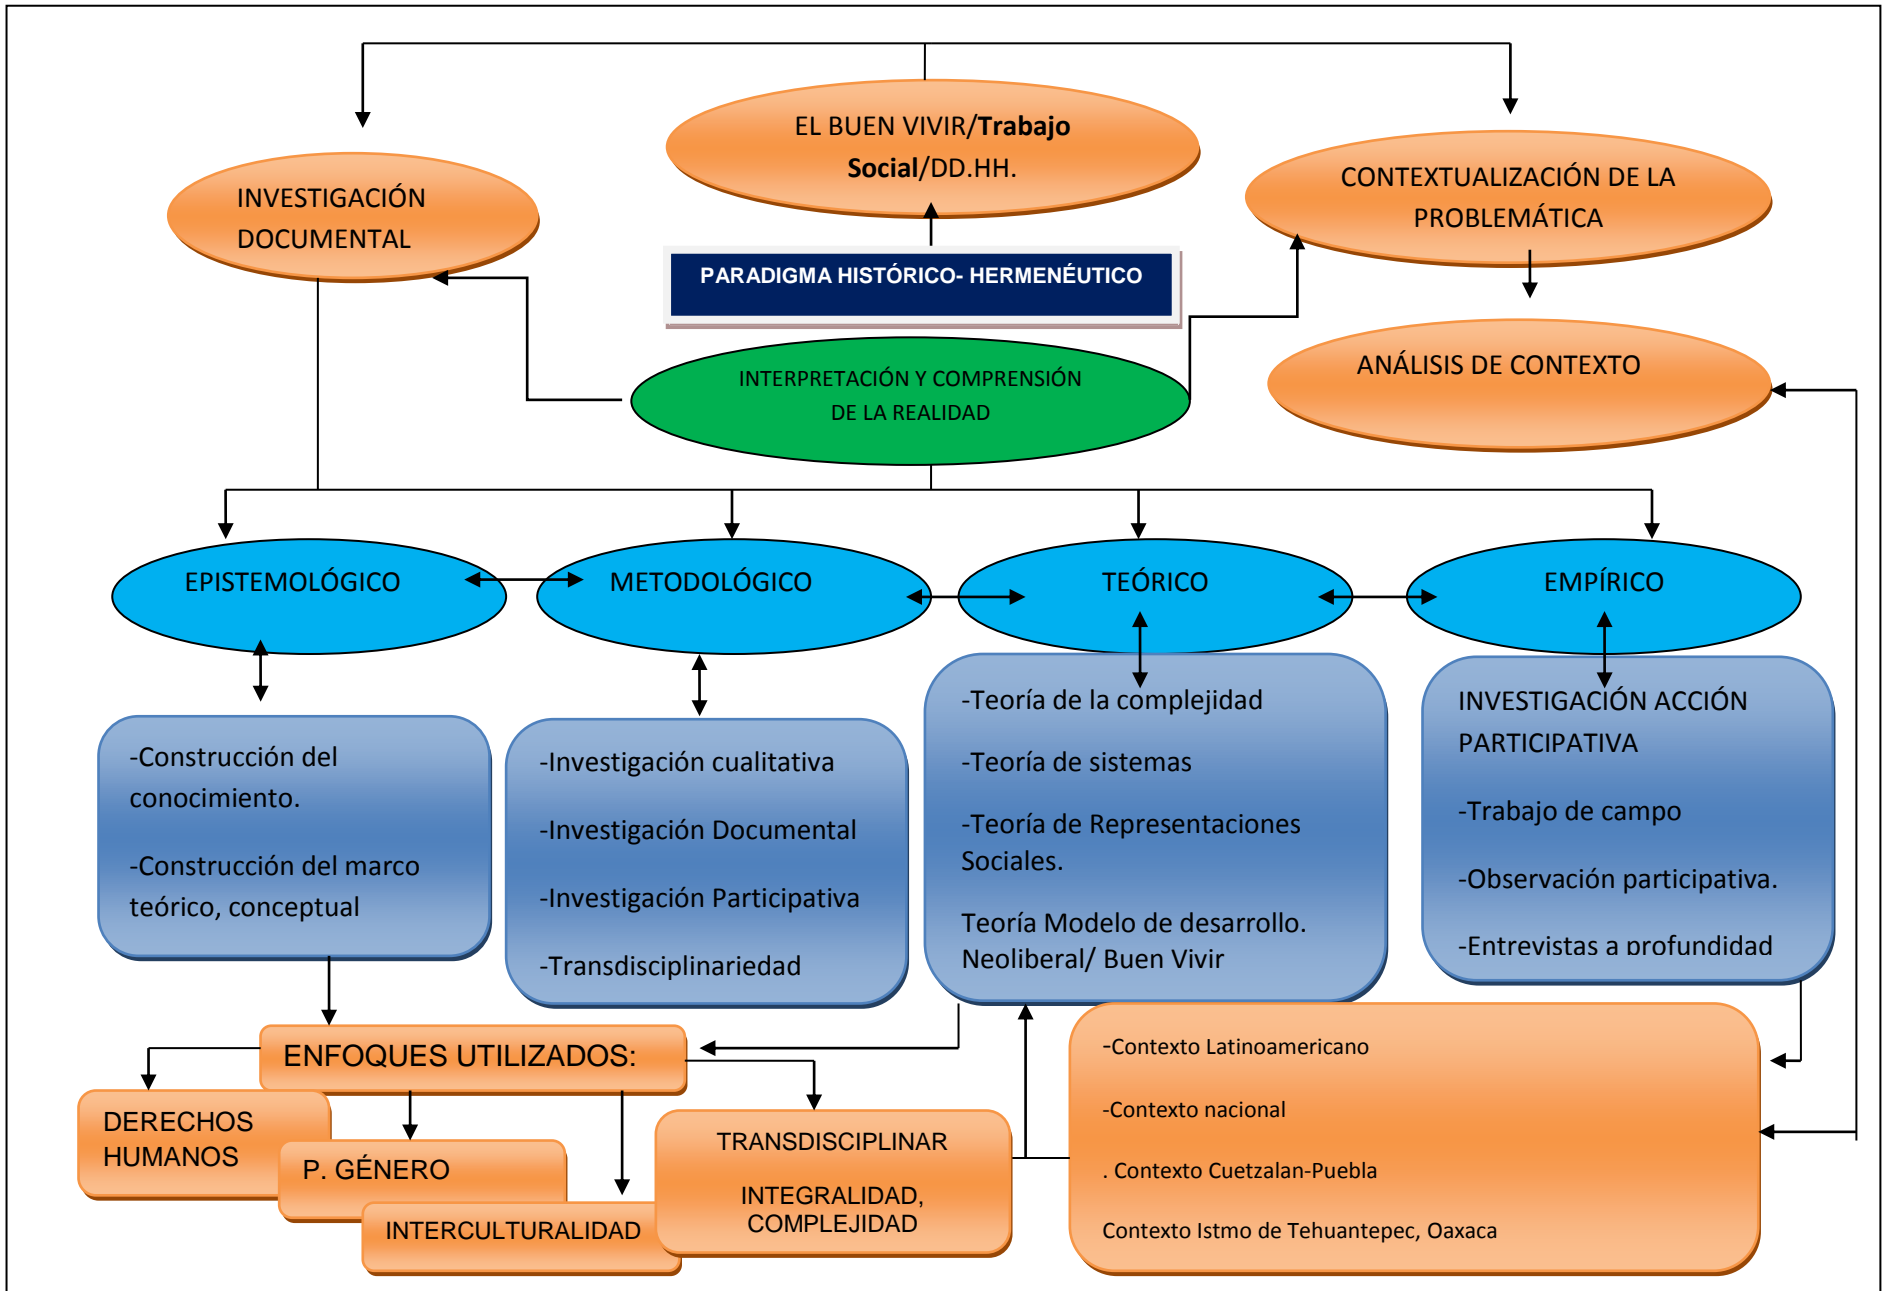 EL BUEN VIVIR/Trabajo
Social/DD.HH.
INVESTIGACIÓN
DOCUMENTAL
CONTEXTUALIZACIÓN DE LA
PROBLEMÁTICA
PARADIGMA HISTÓRICO- HERMENÉUTICO
INTERPRETACIÓN Y COMPRENSIÓN
DE LA REALIDAD
ANÁLISIS DE CONTEXTO
EPISTEMOLÓGICO
METODOLÓGICO
TEÓRICO
EMPÍRICO
-Construcción del
conocimiento.
-Construcción del marco
teórico, conceptual
-Investigación cualitativa
-Investigación Documental
-Investigación Participativa
-Transdisciplinariedad
-Teoría de la complejidad
-Teoría de sistemas
-Teoría de Representaciones
Sociales.
Teoría Modelo de desarrollo.
Neoliberal/ Buen Vivir
INVESTIGACIÓN ACCIÓN
PARTICIPATIVA
-Trabajo de campo
-Observación participativa.
-Entrevistas a profundidad
ENFOQUES UTILIZADOS:
DERECHOS
HUMANOS
P. GÉNERO
INTERCULTURALIDAD
TRANSDISCIPLINAR
INTEGRALIDAD,
COMPLEJIDAD
-Contexto Latinoamericano
-Contexto nacional
. Contexto Cuetzalan-Puebla
Contexto Istmo de Tehuantepec, Oaxaca